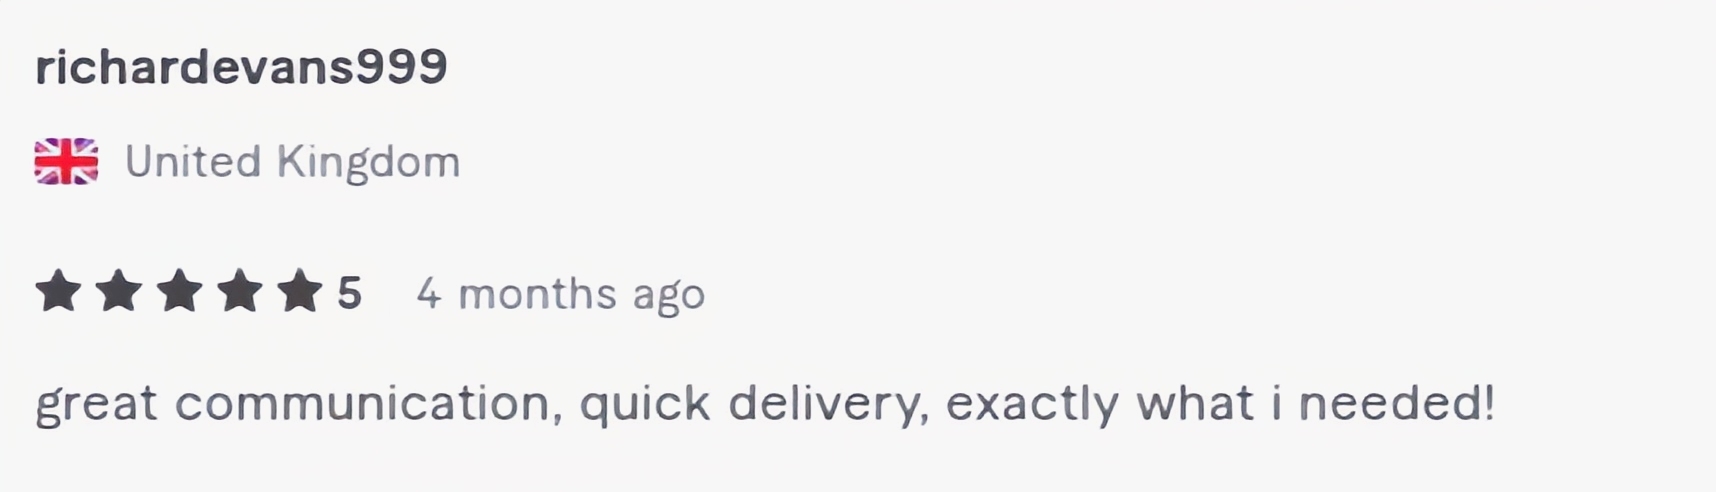 richardevans999
United Kingdom
★★★★★ 5 4 months ago
great communication, quick delivery, exactly what i needed!